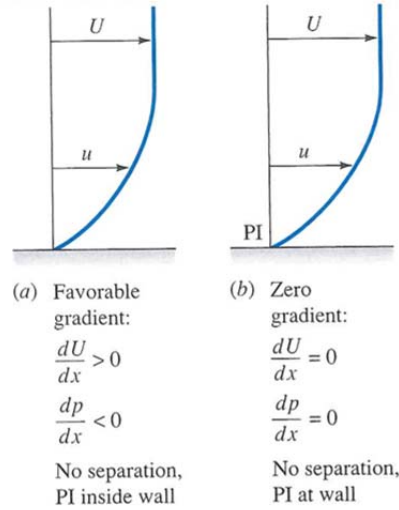 U
u
(a) Favorable
gradient:
dU/dx > 0
dp/dx < 0
No separation,
PI inside wall
U
u
PI
(b) Zero
gradient:
dU/dx = 0
dp/dx = 0
No separation,
PI at wall